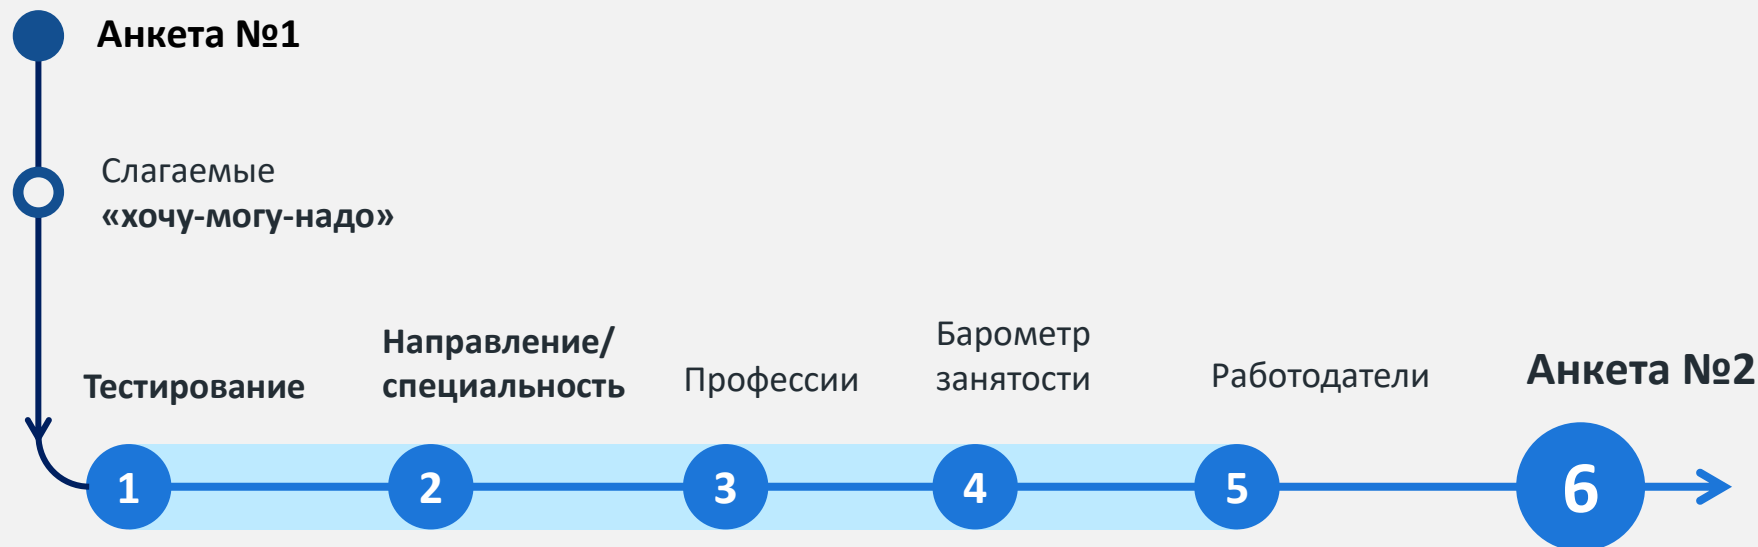 Анкета №1
Слагаемые
«хочу-могу-надо»
Тестирование
Направление/
специальность
Профессии
Барометр
занятости
Работодатели
Анкета №2
1
2
3
4
5
6